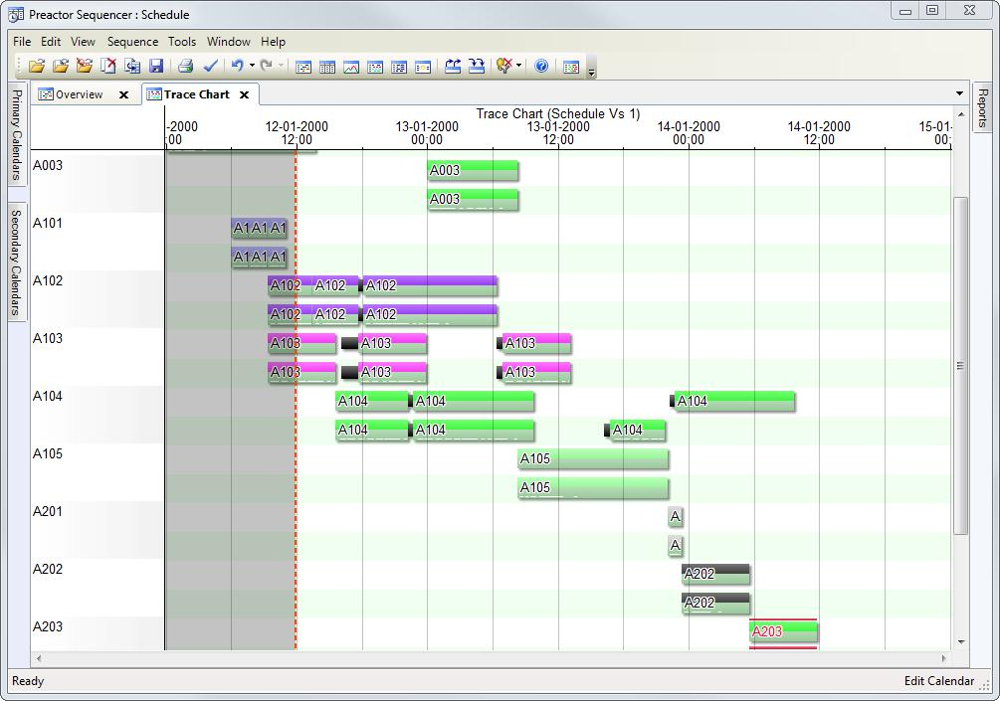 Preactor Sequencer : Schedule
File Edit View Sequence Tools Window Help
Primary Calendars
Secondary Calendars
Overview x Trace Chart x
Reports
Trace Chart (Schedule Vs 1)
-2000 12-01-2000 13-01-2000 13-01-2000 14-01-2000 14-01-2000 15-01-
00 12:00 00:00 12:00 00:00 12:00 00:
A003 A003
A003
A101 A1 A1 A1
A1 A1 A1
A102 A102 A102 A102
A102 A102 A102
A103 A103 A103 A103
A103 A103 A103
A104 A104 A104 A104
A104 A104 A104
A105 A105
A105
A201 A
A
A202 A202
A202
A203 A203
Ready Edit Calendar